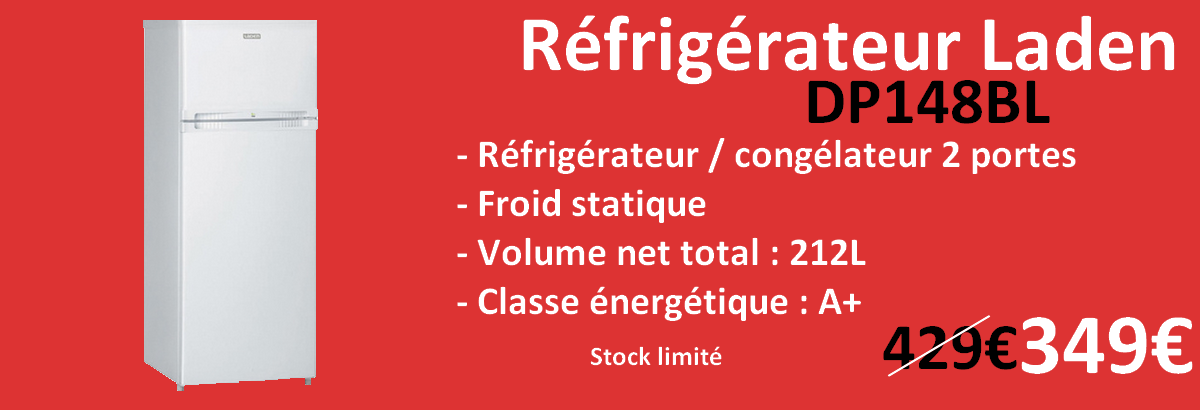 Réfrigérateur Laden
DP148BL
- Réfrigérateur / congélateur 2 portes
- Froid statique
- Volume net total : 212L
- Classe énergétique : A+
Stock limité
429€ 349€